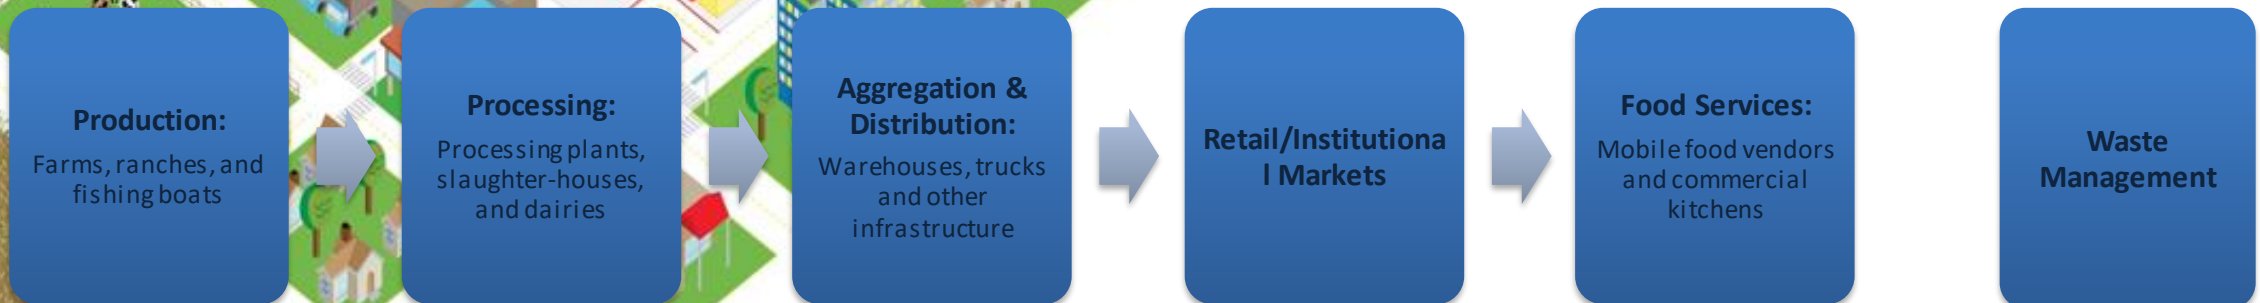 Production:
Farms, ranches, and
fishing boats
Processing:
Processing plants,
slaughter-houses,
and dairies
Aggregation &
Distribution:
Warehouses, trucks
and other
infrastructure
Retail/Institutiona
l Markets
Food Services:
Mobile food vendors
and commercial
kitchens
Waste
Management